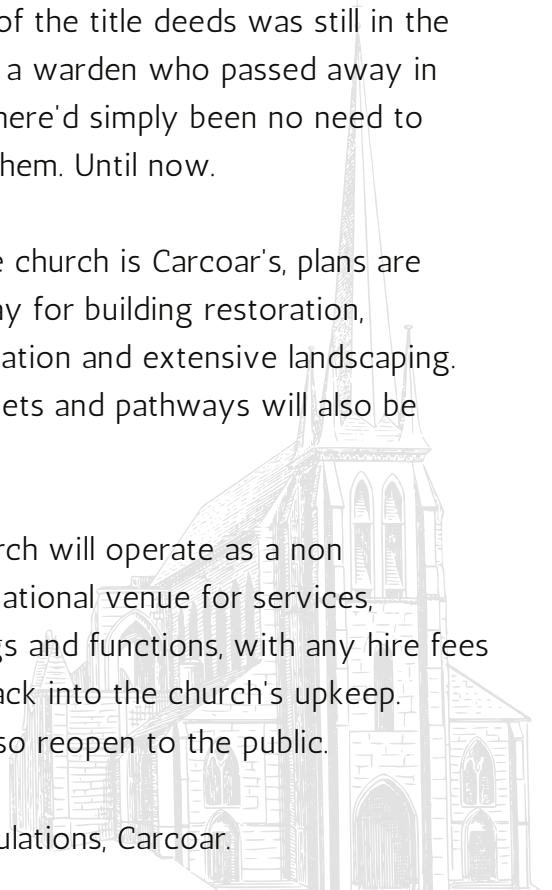 of the title deeds was still in the
a warden who passed away in
here'd simply been no need to
hem. Until now.
church is Carcoar's, plans are
for building restoration,
ation and extensive landscaping.
ets and pathways will also be
rch will operate as a non
ational venue for services,
gs and functions, with any hire fees
ack into the church's upkeep.
so reopen to the public.
ulations, Carcoar.